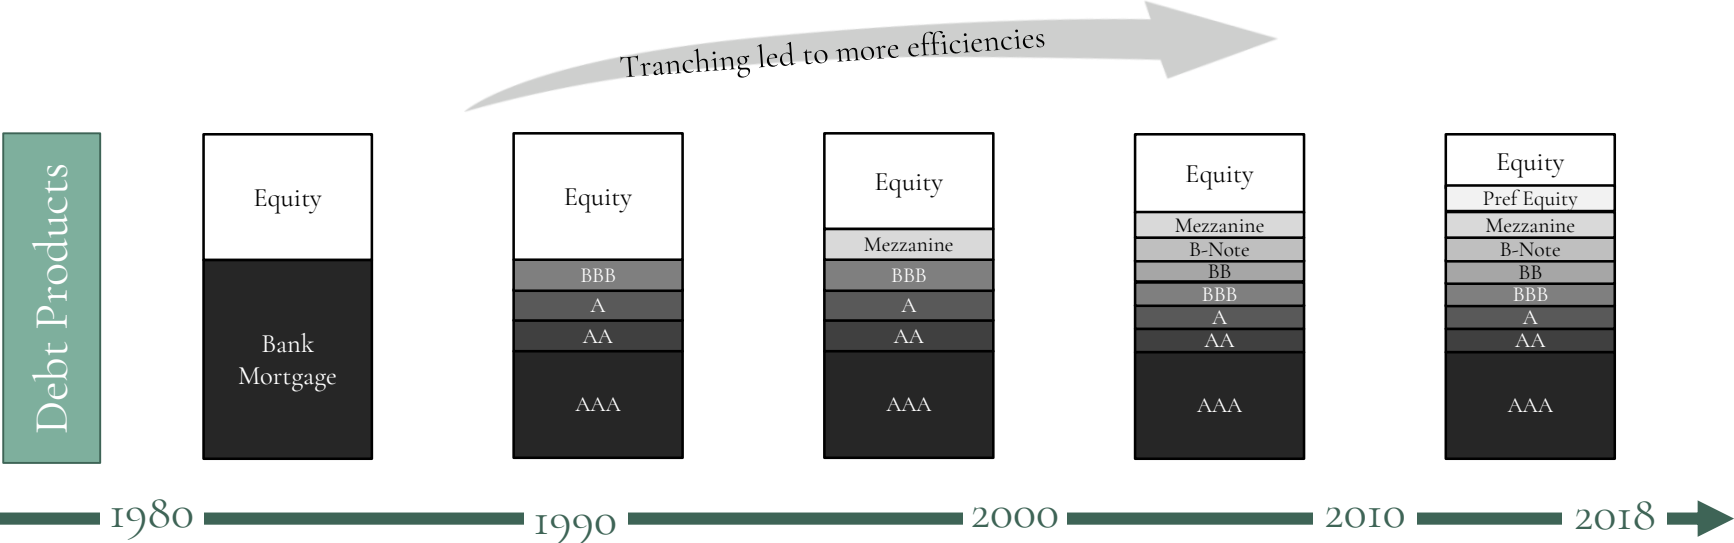 Tranching led to more efficiencies
Debt Products
Equity
Bank
Mortgage
Equity
BBB
A
AA
AAA
Equity
Mezzanine
BBB
A
AA
AAA
Equity
Mezzanine
B-Note
BB
BBB
A
AA
AAA
Equity
Pref Equity
Mezzanine
B-Note
BB
BBB
A
AA
AAA
1980
1990
2000
2010
2018